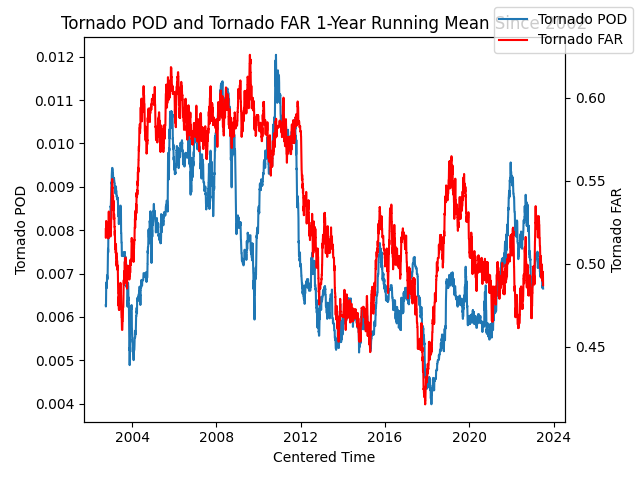 Tornado POD and Tornado FAR 1-Year Running Mean Since 2002
Tornado POD
Tornado FAR
0.012
0.011
0.010
0.009
0.008
0.007
0.006
0.005
0.004
Tornado POD
0.60
0.55
0.50
0.45
Tornado FAR
2004 2008 2012 2016 2020 2024
Centered Time